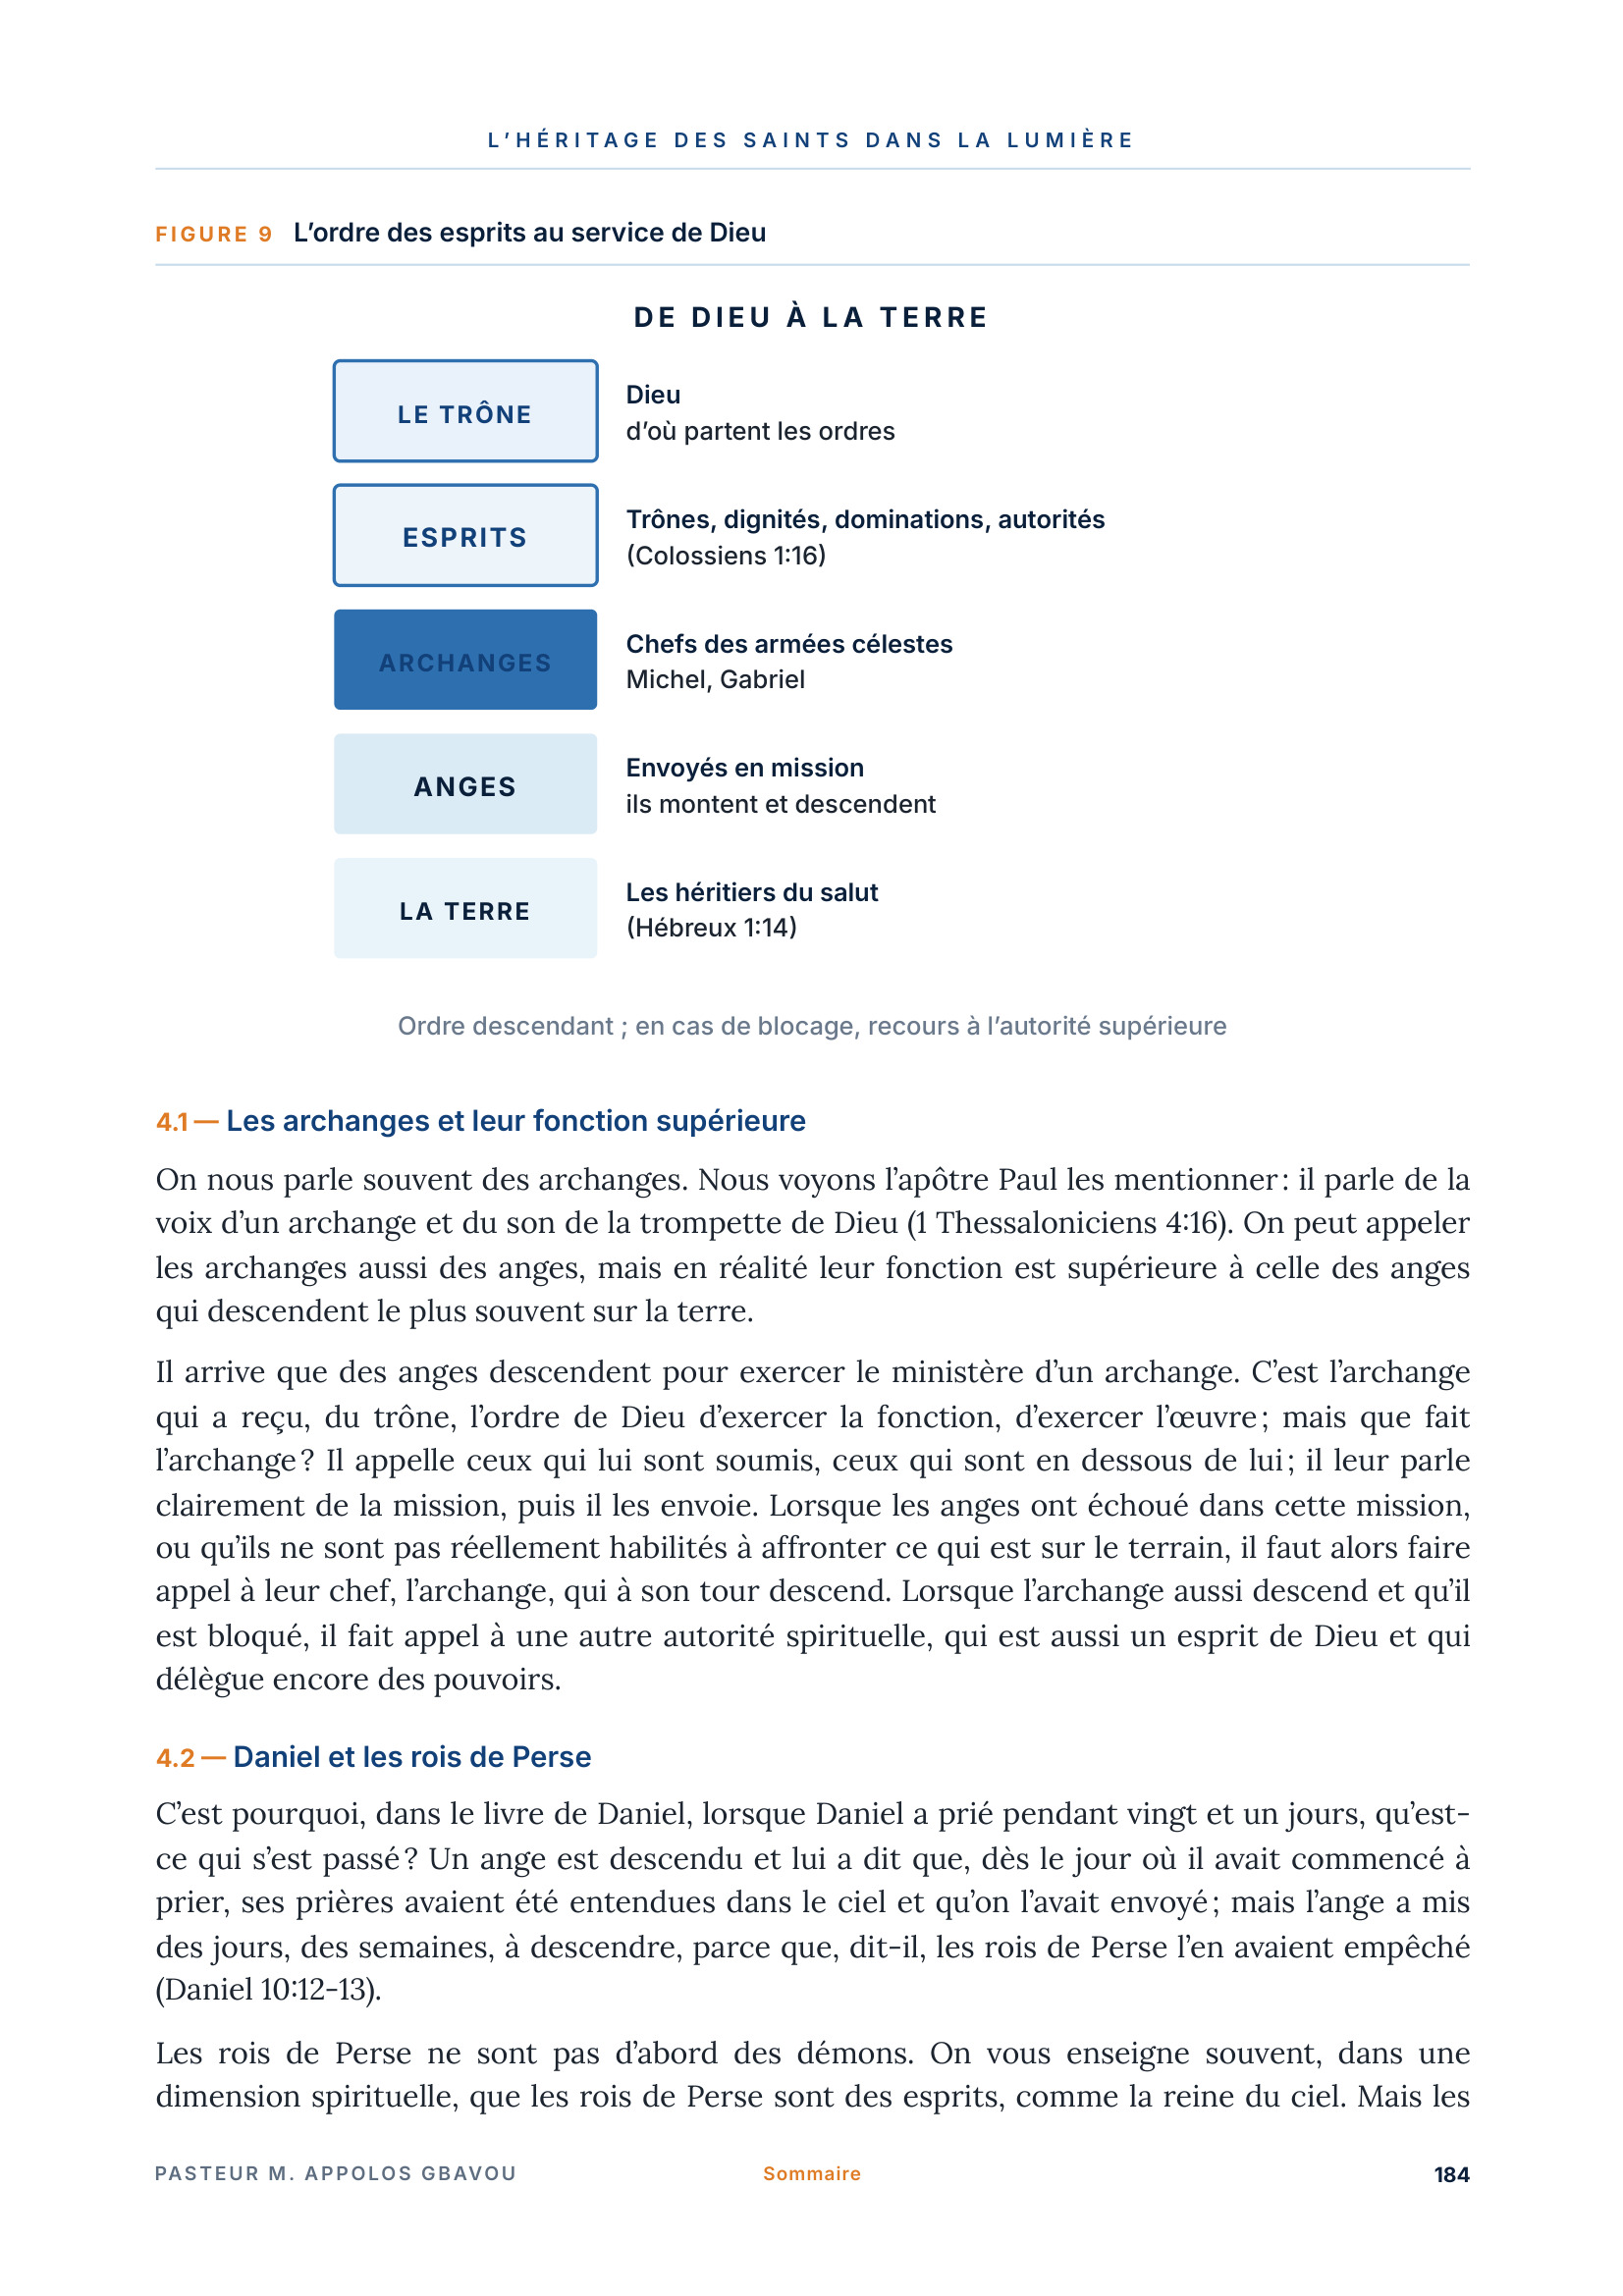 L’HÉRITAGE DES SAINTS DANS LA LUMIÈRE
FIGURE 9 L’ordre des esprits au service de Dieu
DE DIEU À LA TERRE
LE TRÔNE
Dieu
d’où partent les ordres
ESPRITS
Trônes, dignités, dominations, autorités
(Colossiens 1:16)
ARCHANGES
Chefs des armées célestes
Michel, Gabriel
ANGES
Envoyés en mission
ils montent et descendent
LA TERRE
Les héritiers du salut
(Hébreux 1:14)
Ordre descendant ; en cas de blocage, recours à l’autorité supérieure
4.1 — Les archanges et leur fonction supérieure
On nous parle souvent des archanges. Nous voyons l’apôtre Paul les mentionner : il parle de la
voix d’un archange et du son de la trompette de Dieu (1 Thessaloniciens 4:16). On peut appeler
les archanges aussi des anges, mais en réalité leur fonction est supérieure à celle des anges
qui descendent le plus souvent sur la terre.
Il arrive que des anges descendent pour exercer le ministère d’un archange. C’est l’archange
qui a reçu, du trône, l’ordre de Dieu d’exercer la fonction, d’exercer l’œuvre ; mais que fait
l’archange ? Il appelle ceux qui lui sont soumis, ceux qui sont en dessous de lui ; il leur parle
clairement de la mission, puis il les envoie. Lorsque les anges ont échoué dans cette mission,
ou qu’ils ne sont pas réellement habilités à affronter ce qui est sur le terrain, il faut alors faire
appel à leur chef, l’archange, qui à son tour descend. Lorsque l’archange aussi descend et qu’il
est bloqué, il fait appel à une autre autorité spirituelle, qui est aussi un esprit de Dieu et qui
délègue encore des pouvoirs.
4.2 — Daniel et les rois de Perse
C’est pourquoi, dans le livre de Daniel, lorsque Daniel a prié pendant vingt et un jours, qu’est-
ce qui s’est passé ? Un ange est descendu et lui a dit que, dès le jour où il avait commencé à
prier, ses prières avaient été entendues dans le ciel et qu’on l’avait envoyé ; mais l’ange a mis
des jours, des semaines, à descendre, parce que, dit-il, les rois de Perse l’en avaient empêché
(Daniel 10:12-13).
Les rois de Perse ne sont pas d’abord des démons. On vous enseigne souvent, dans une
dimension spirituelle, que les rois de Perse sont des esprits, comme la reine du ciel. Mais les
PASTEUR M. APPOLOS GBAVOU
Sommaire
184